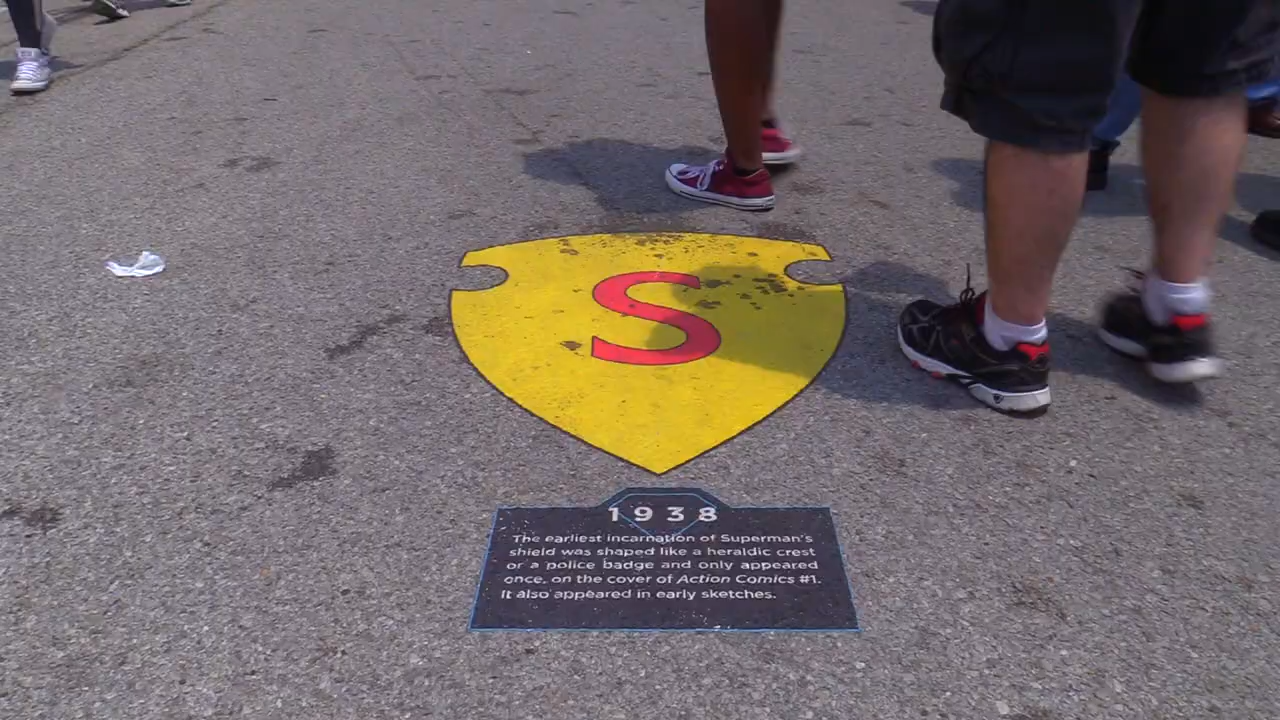 S
1938
The earliest incarnation of Superman's
shield was shaped like a heraldic crest
or a police badge and only appeared
once, on the cover of Action Comics #1.
It also appeared in early sketches.